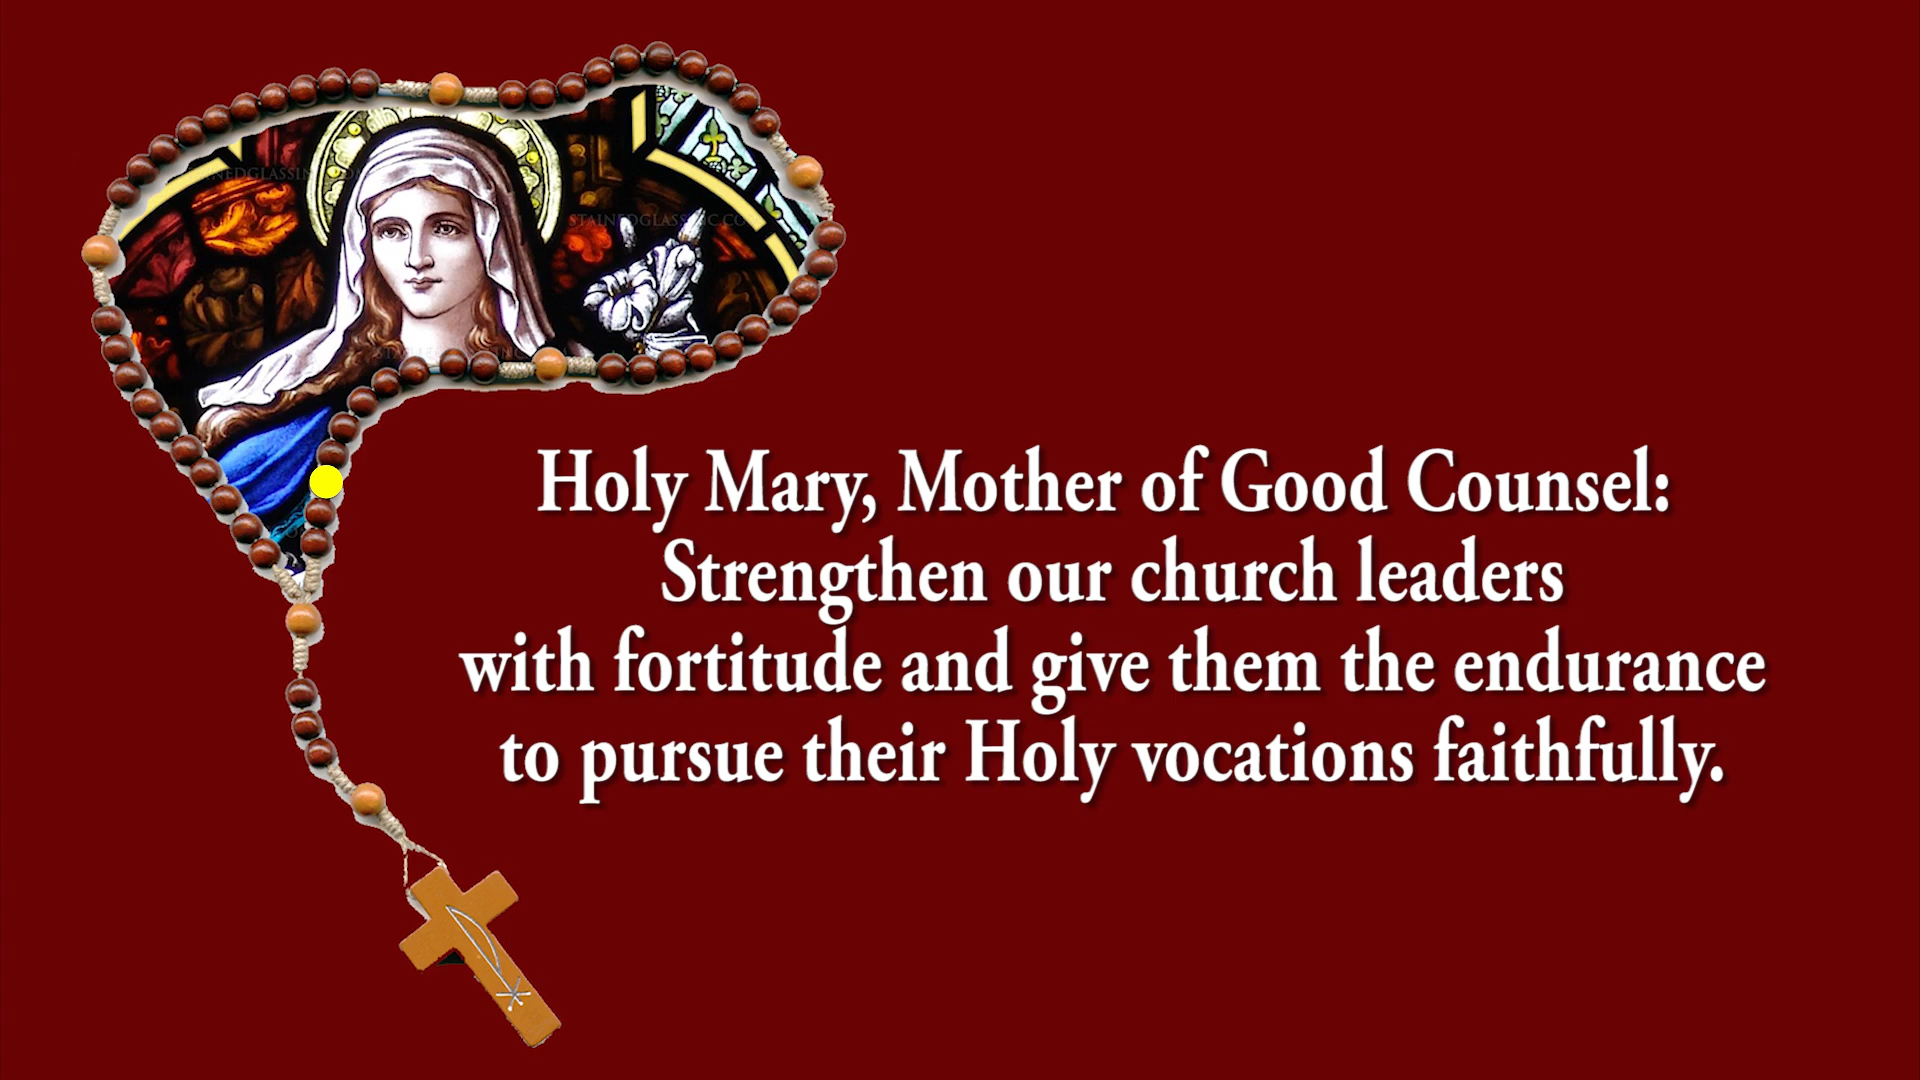 Holy Mary, Mother of Good Counsel:
Strengthen our church leaders
with fortitude and give them the endurance
to pursue their Holy vocations faithfully.